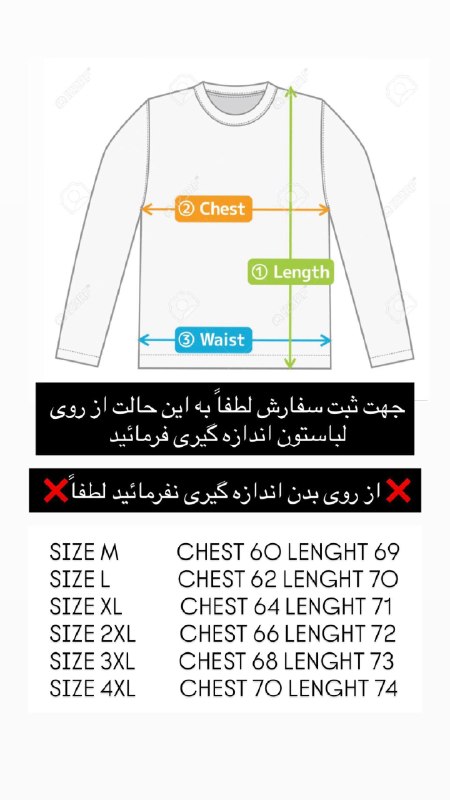 ② Chest
① Length
③ Waist
جهت ثبت سفارش لطفاً به این حالت از روی
لباستون اندازه گیری فرمائید
❌از روی بدن اندازه گیری نفرمائید لطفاً❌
SIZE M CHEST 60 LENGHT 69
SIZE L CHEST 62 LENGHT 70
SIZE XL CHEST 64 LENGHT 71
SIZE 2XL CHEST 66 LENGHT 72
SIZE 3XL CHEST 68 LENGHT 73
SIZE 4XL CHEST 70 LENGHT 74